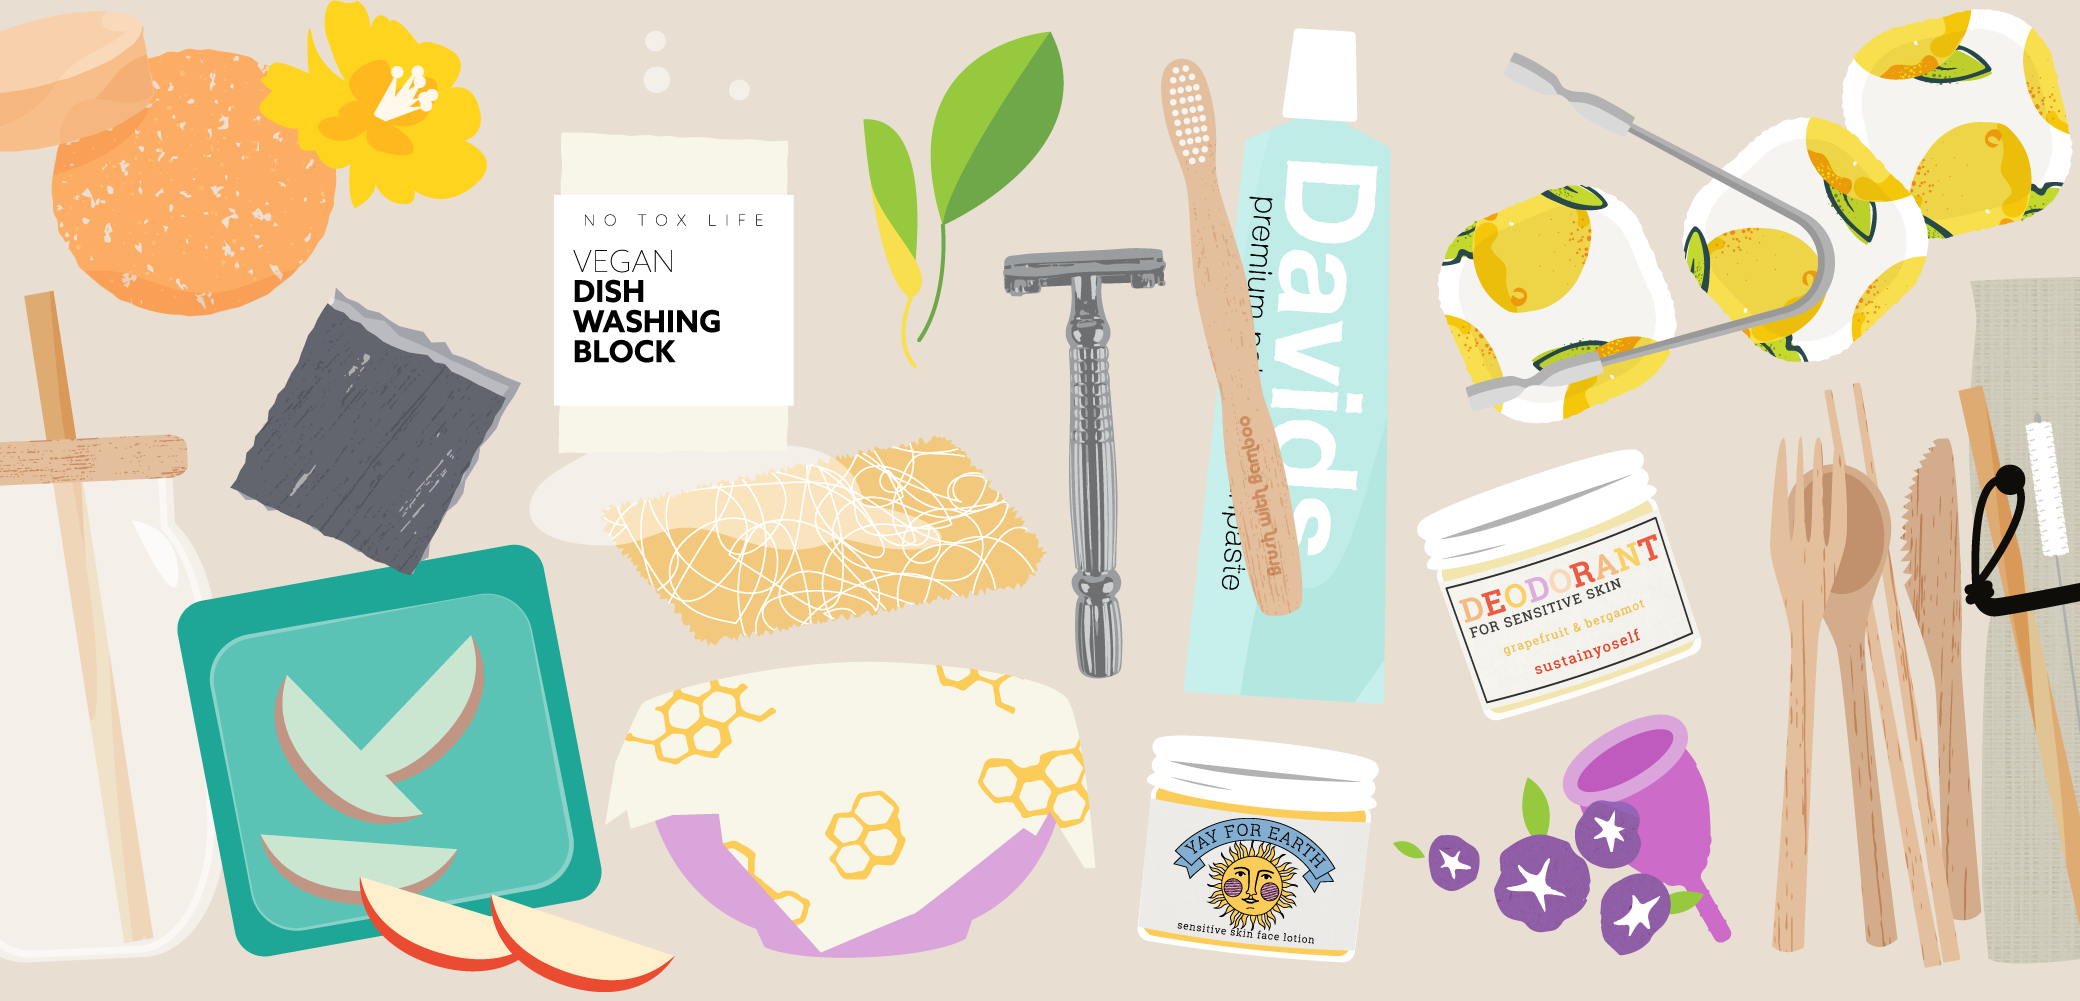 NO TOX LIFE
VEGAN
DISH
WASHING
BLOCK
Davids
premium
paste
Brush with Bamboo
DEODORANT
FOR SENSITIVE SKIN
grapefruit & bergamot
sustainyoself
YAY FOR EARTH
sensitive skin face lotion